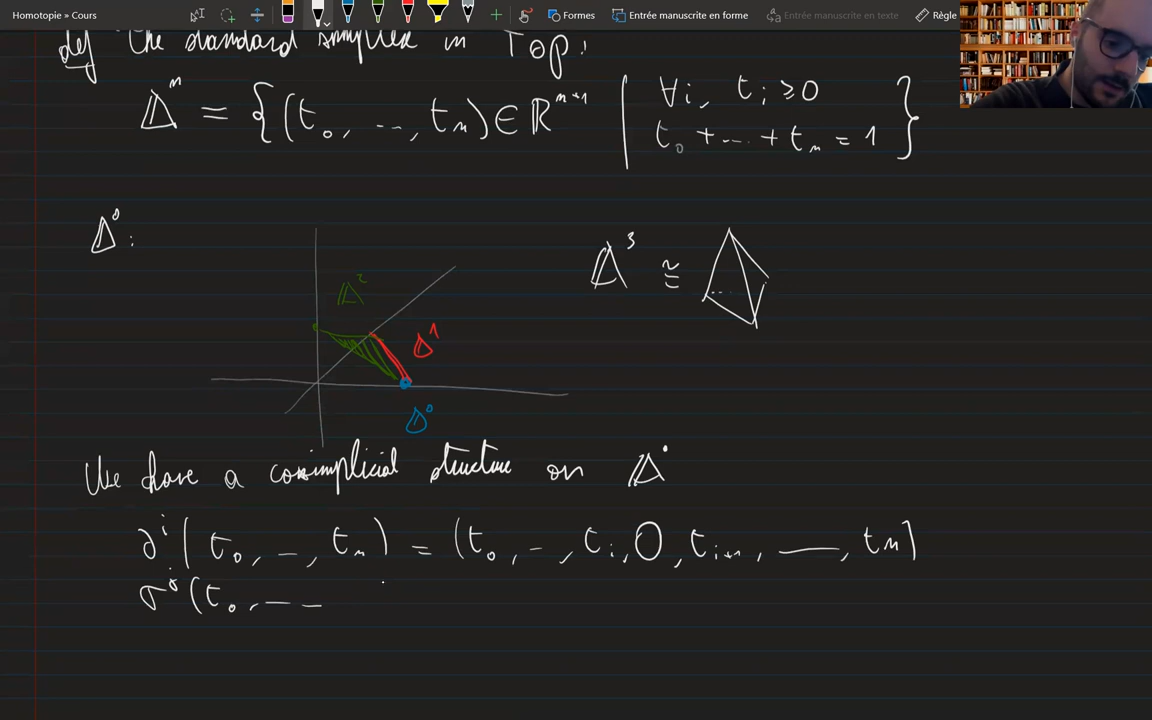 Homotopie » Cours
Formes
Entrée manuscrite en forme
Entrée manuscrite en texte
Règle
def The standard simplex in Top:
Δⁿ = {(t₀, ..., tₙ) ∈ ℝⁿ⁺¹ | ∀i, tᵢ ≥ 0
t₀ + ... + tₙ = 1 }
Δ⁰:
Δ³ ≅
Δ²
Δ¹
Δ⁰
We have a cosimplicial structure on Δ•
∂ⁱ(t₀, –, tₙ) = (t₀, –, tᵢ, 0, tᵢ₊₁, —, tₙ)
σʲ(t₀, – –